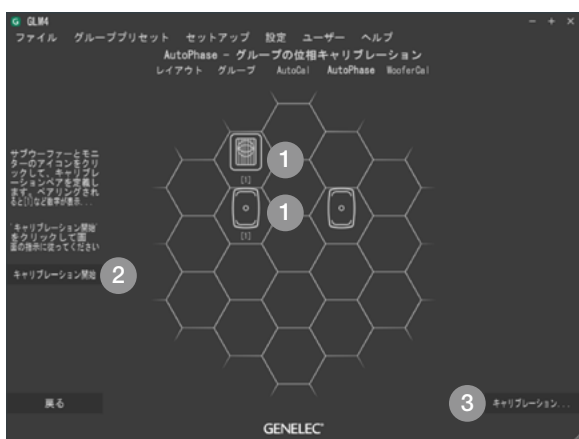 G GLM4
ファイル グループプリセット セットアップ 設定 ユーザー ヘルプ
AutoPhase - グループの位相キャリブレーション
レイアウト グループ AutoCal AutoPhase WooferCal
サブウーファーとモニ
ターのアイコンをクリ
ックして、キャリブレ
ーションペアを定義し
ます。ペアリングされ
ると[1]など数字が表示...
1
[1]
1
[1]
"キャリブレーション開始"
をクリックして画
面の指示に従ってください
キャリブレーション開始
2
戻る
3
キャリブレーション...
GENELEC